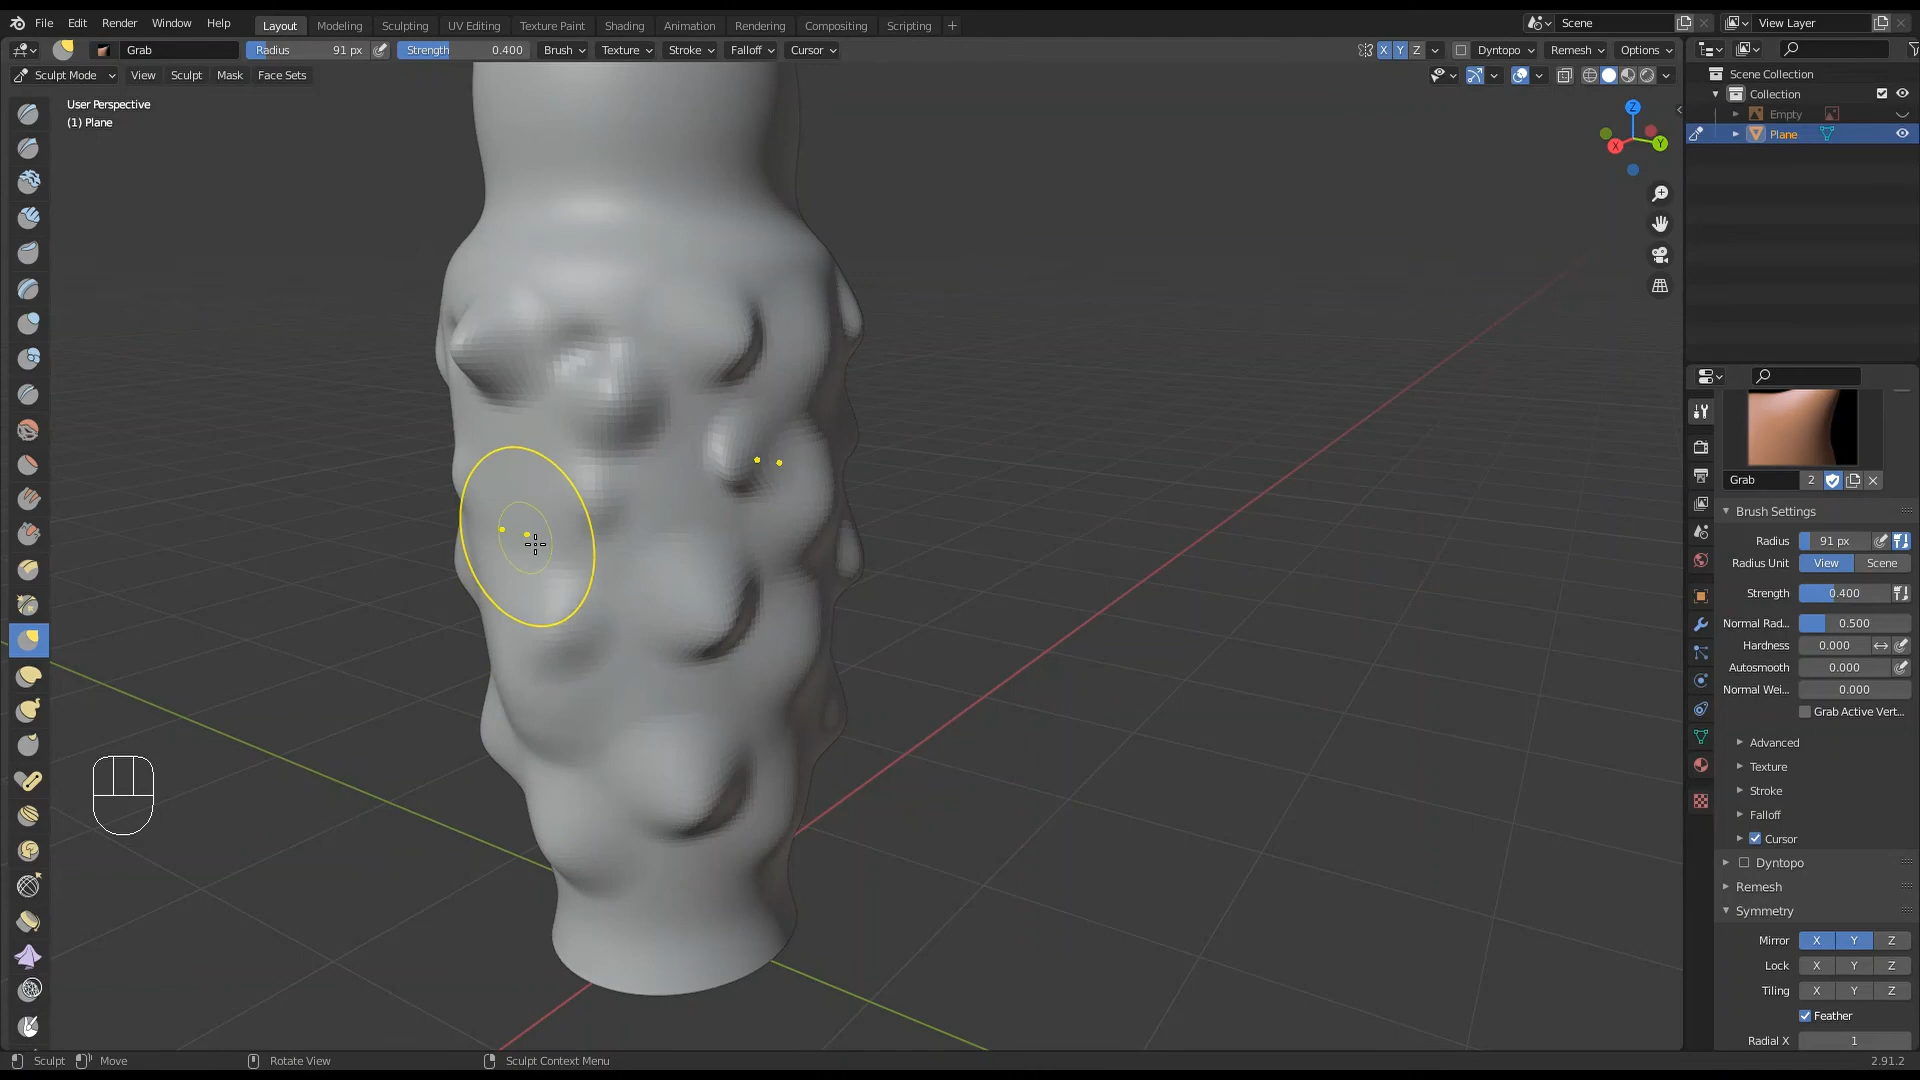 File Edit Render Window Help Layout Modeling Sculpting UV Editing Texture Paint Shading Animation Rendering Compositing Scripting + Scene View Layer
Grab Radius 91 px Strength 0.400 Brush Texture Stroke Falloff Cursor X Y Z Dyntopo Remesh Options
Sculpt Mode View Sculpt Mask Face Sets
Scene Collection
Collection
Empty
Plane
User Perspective
(1) Plane
Z
X
Y
Grab 2
Brush Settings
Radius 91 px
Radius Unit View Scene
Strength 0.400
Normal Rad... 0.500
Hardness 0.000
Autosmooth 0.000
Normal Wei... 0.000
Grab Active Vert...
Advanced
Texture
Stroke
Falloff
Cursor
Dyntopo
Remesh
Symmetry
Mirror X Y Z
Lock X Y Z
Tiling X Y Z
Feather
Radial X 1
Sculpt Move Rotate View Sculpt Context Menu 2.91.2